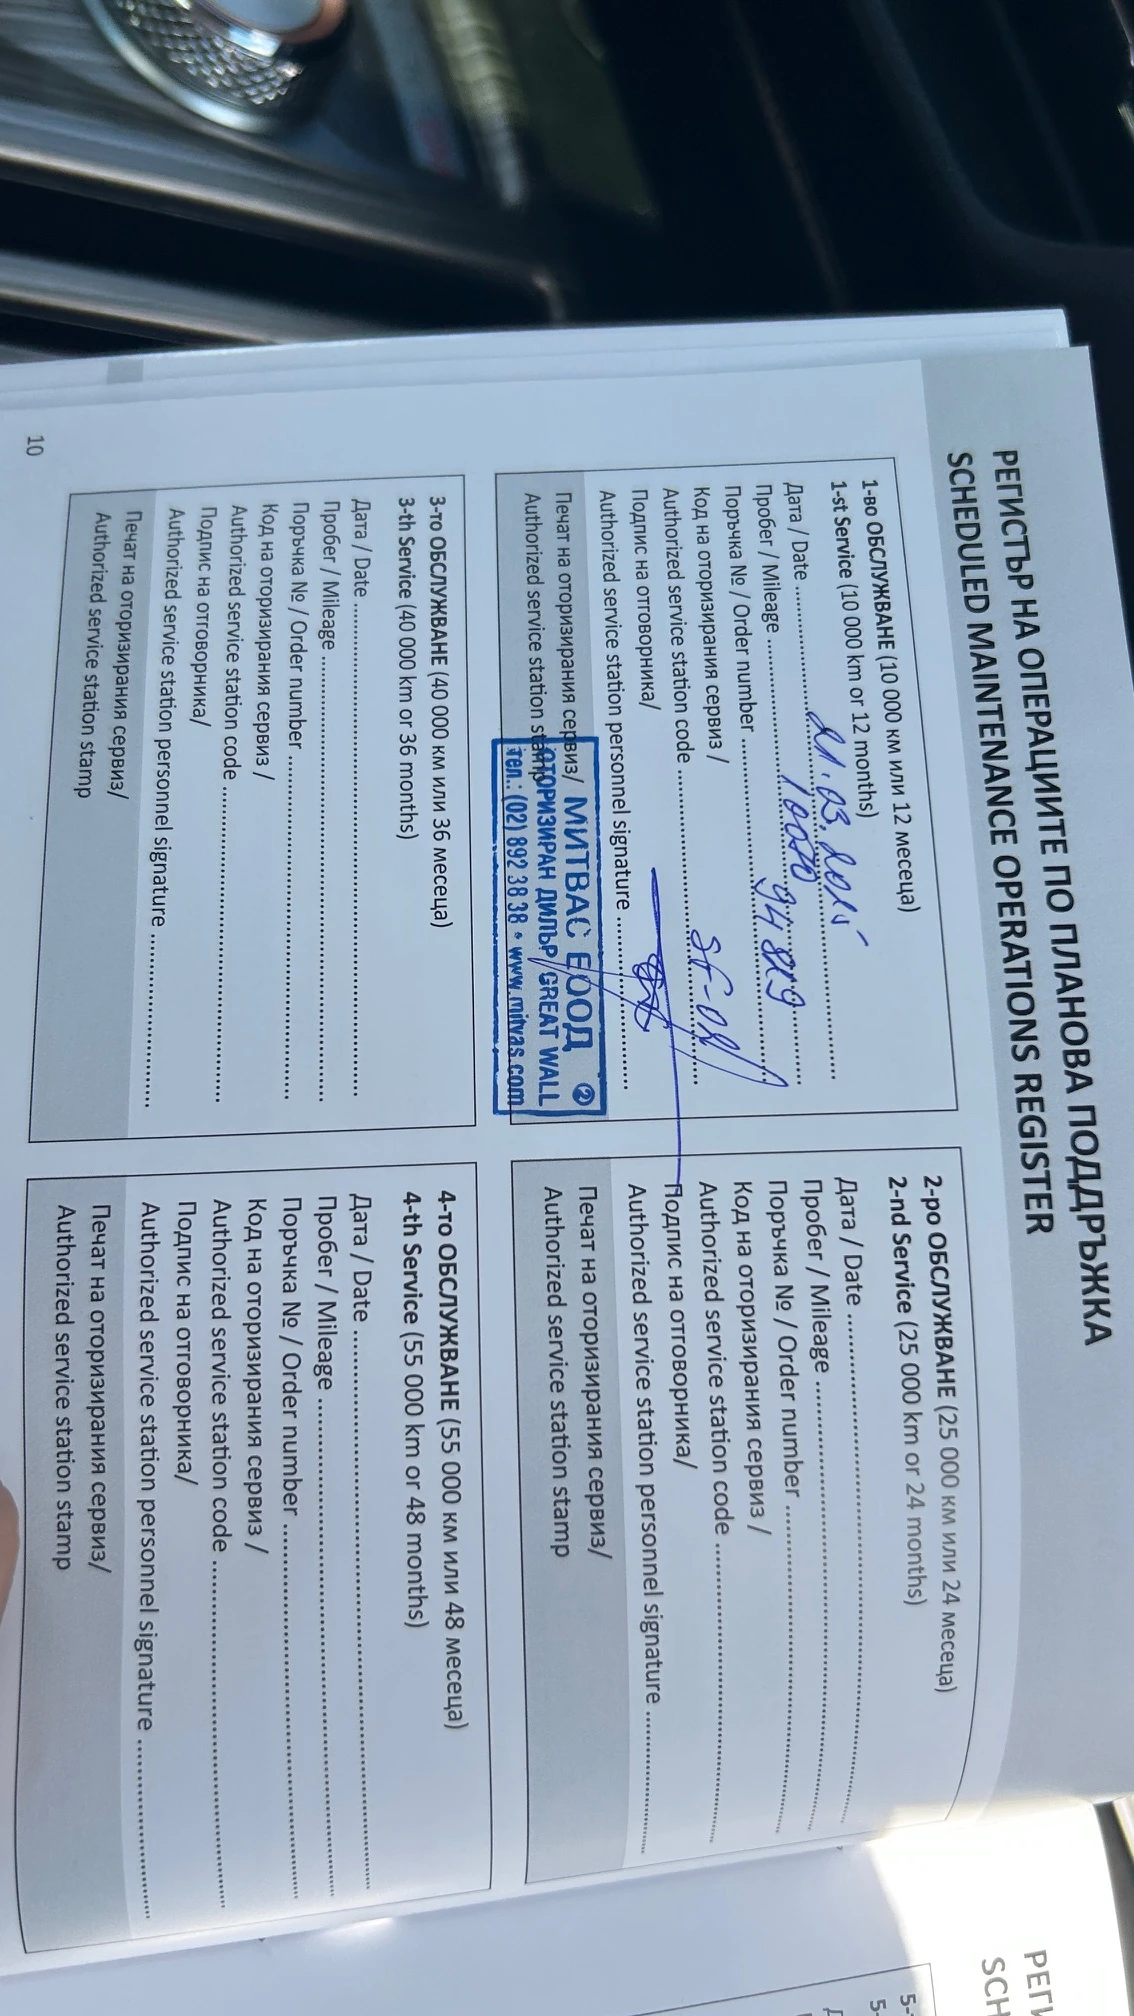 РЕГИСТЪР НА ОПЕРАЦИИТЕ ПО ПЛАНОВА ПОДДРЪЖКА
SCHEDULED MAINTENANCE OPERATIONS REGISTER
1-во ОБСЛУЖВАНЕ (10 000 км или 12 месеца)
1-st Service (10 000 km or 12 months)
Дата / Date 21.03.2025
Пробег / Mileage 10070
Поръчка № / Order number 94829
Код на оторизирания сервиз /
Authorized service station code
Подпис на отговорника/
Authorized service station personnel signature
Печат на оторизирания сервиз/
Authorized service station stamp
МИТВАС ЕООД ②
ОТОРИЗИРАН ДИЛЪР GREAT WALL
тел.: (02) 892 38 38 • www.mitvas.com
2-ро ОБСЛУЖВАНЕ (25 000 км или 24 месеца)
2-nd Service (25 000 km or 24 months)
Дата / Date
Пробег / Mileage
Поръчка № / Order number
Код на оторизирания сервиз /
Authorized service station code
Подпис на отговорника/
Authorized service station personnel signature
Печат на оторизирания сервиз/
Authorized service station stamp
3-то ОБСЛУЖВАНЕ (40 000 км или 36 месеца)
3-th Service (40 000 km or 36 months)
Дата / Date
Пробег / Mileage
Поръчка № / Order number
Код на оторизирания сервиз /
Authorized service station code
Подпис на отговорника/
Authorized service station personnel signature
Печат на оторизирания сервиз/
Authorized service station stamp
4-то ОБСЛУЖВАНЕ (55 000 км или 48 месеца)
4-th Service (55 000 km or 48 months)
Дата / Date
Пробег / Mileage
Поръчка № / Order number
Код на оторизирания сервиз /
Authorized service station code
Подпис на отговорника/
Authorized service station personnel signature
Печат на оторизирания сервиз/
Authorized service station stamp
10